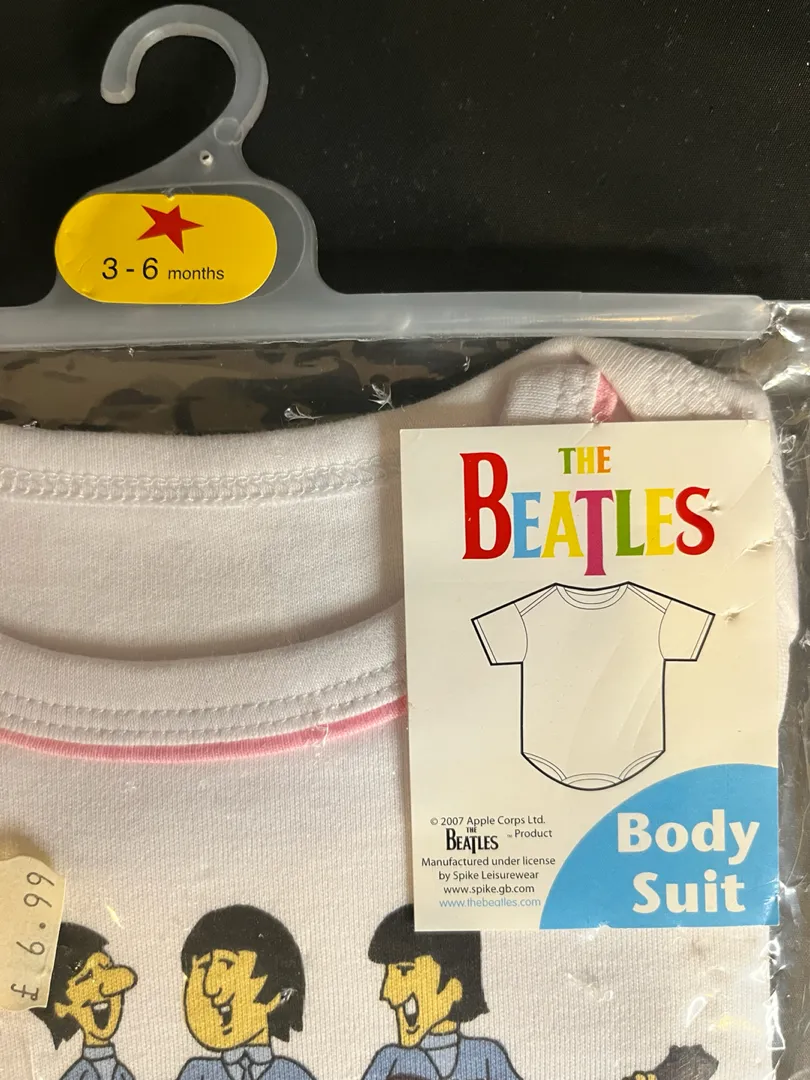 3 - 6 months
THE
BEATLES
© 2007 Apple Corps Ltd.
THE
BEATLES ™ Product
Manufactured under license
by Spike Leisurewear
www.spike.gb.com
www.thebeatles.com
Body
Suit
£ 6.99